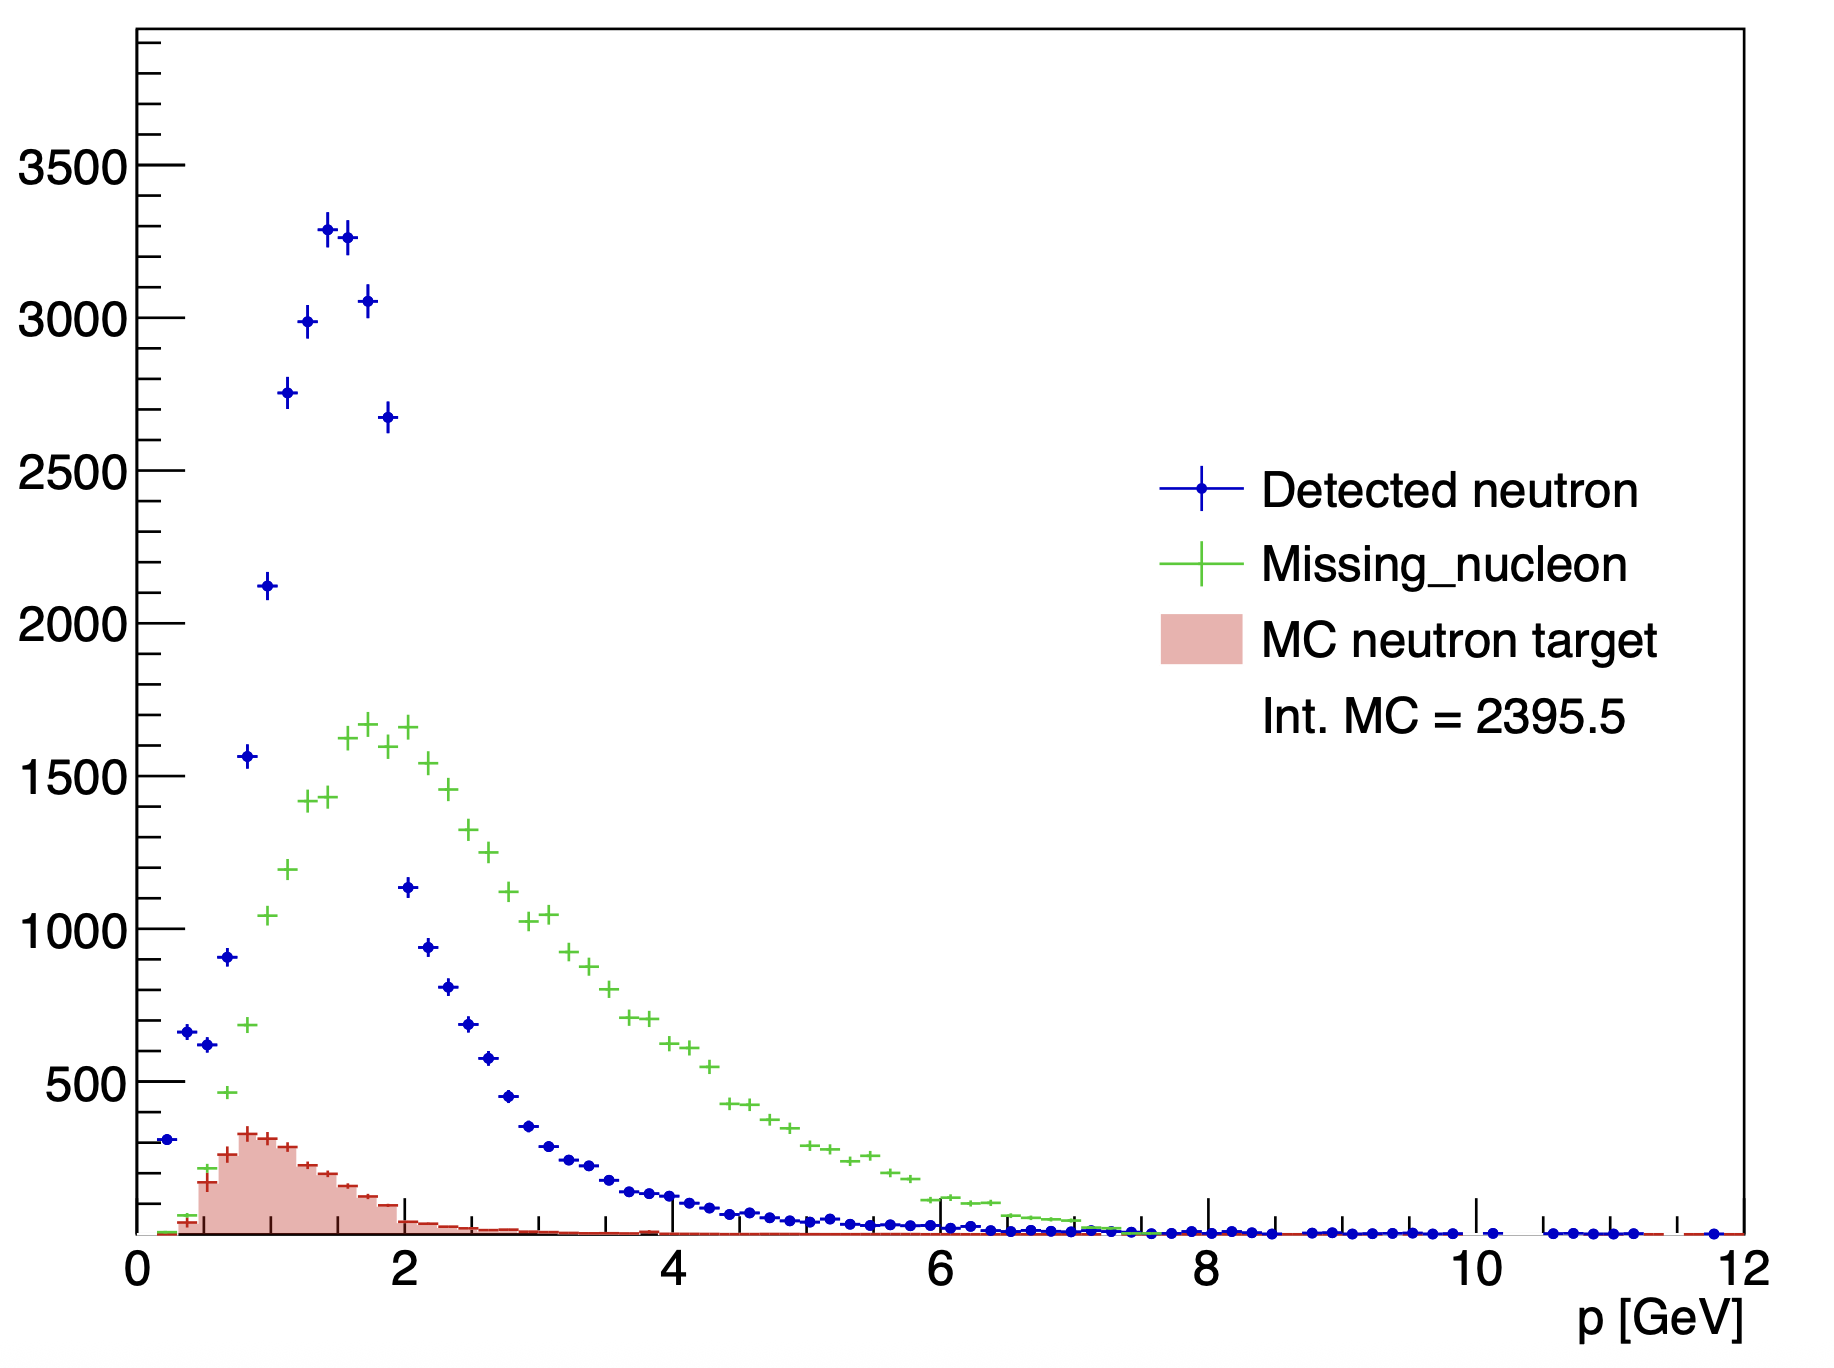 3500
3000
2500
2000
1500
1000
500
Detected neutron
Missing_nucleon
MC neutron target
Int. MC = 2395.5
0 2 4 6 8 10 12
p [GeV]